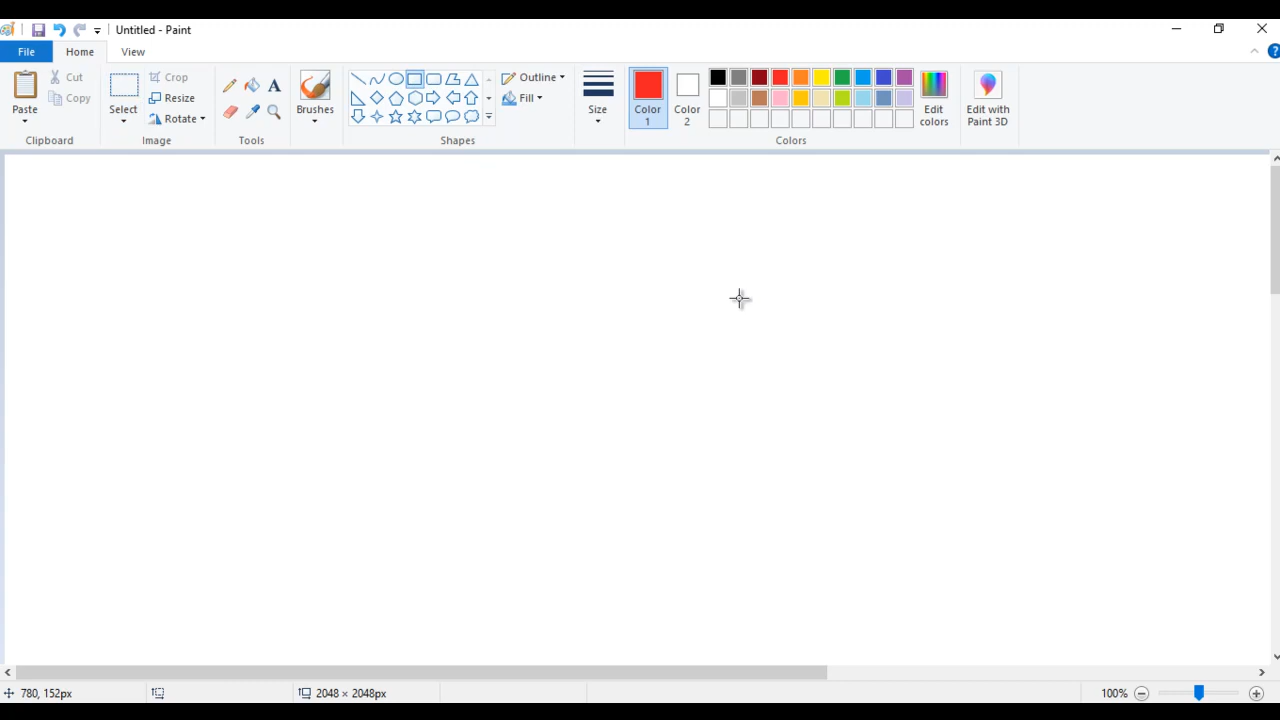 Untitled - Paint
File Home View
Paste
Cut
Copy
Clipboard
Select
Crop
Resize
Rotate
Image
A
Tools
Brushes
Shapes
Outline
Fill
Size
Color 1
Color 2
Colors
Edit colors
Edit with Paint 3D
?
780, 152px
2048 × 2048px
100%